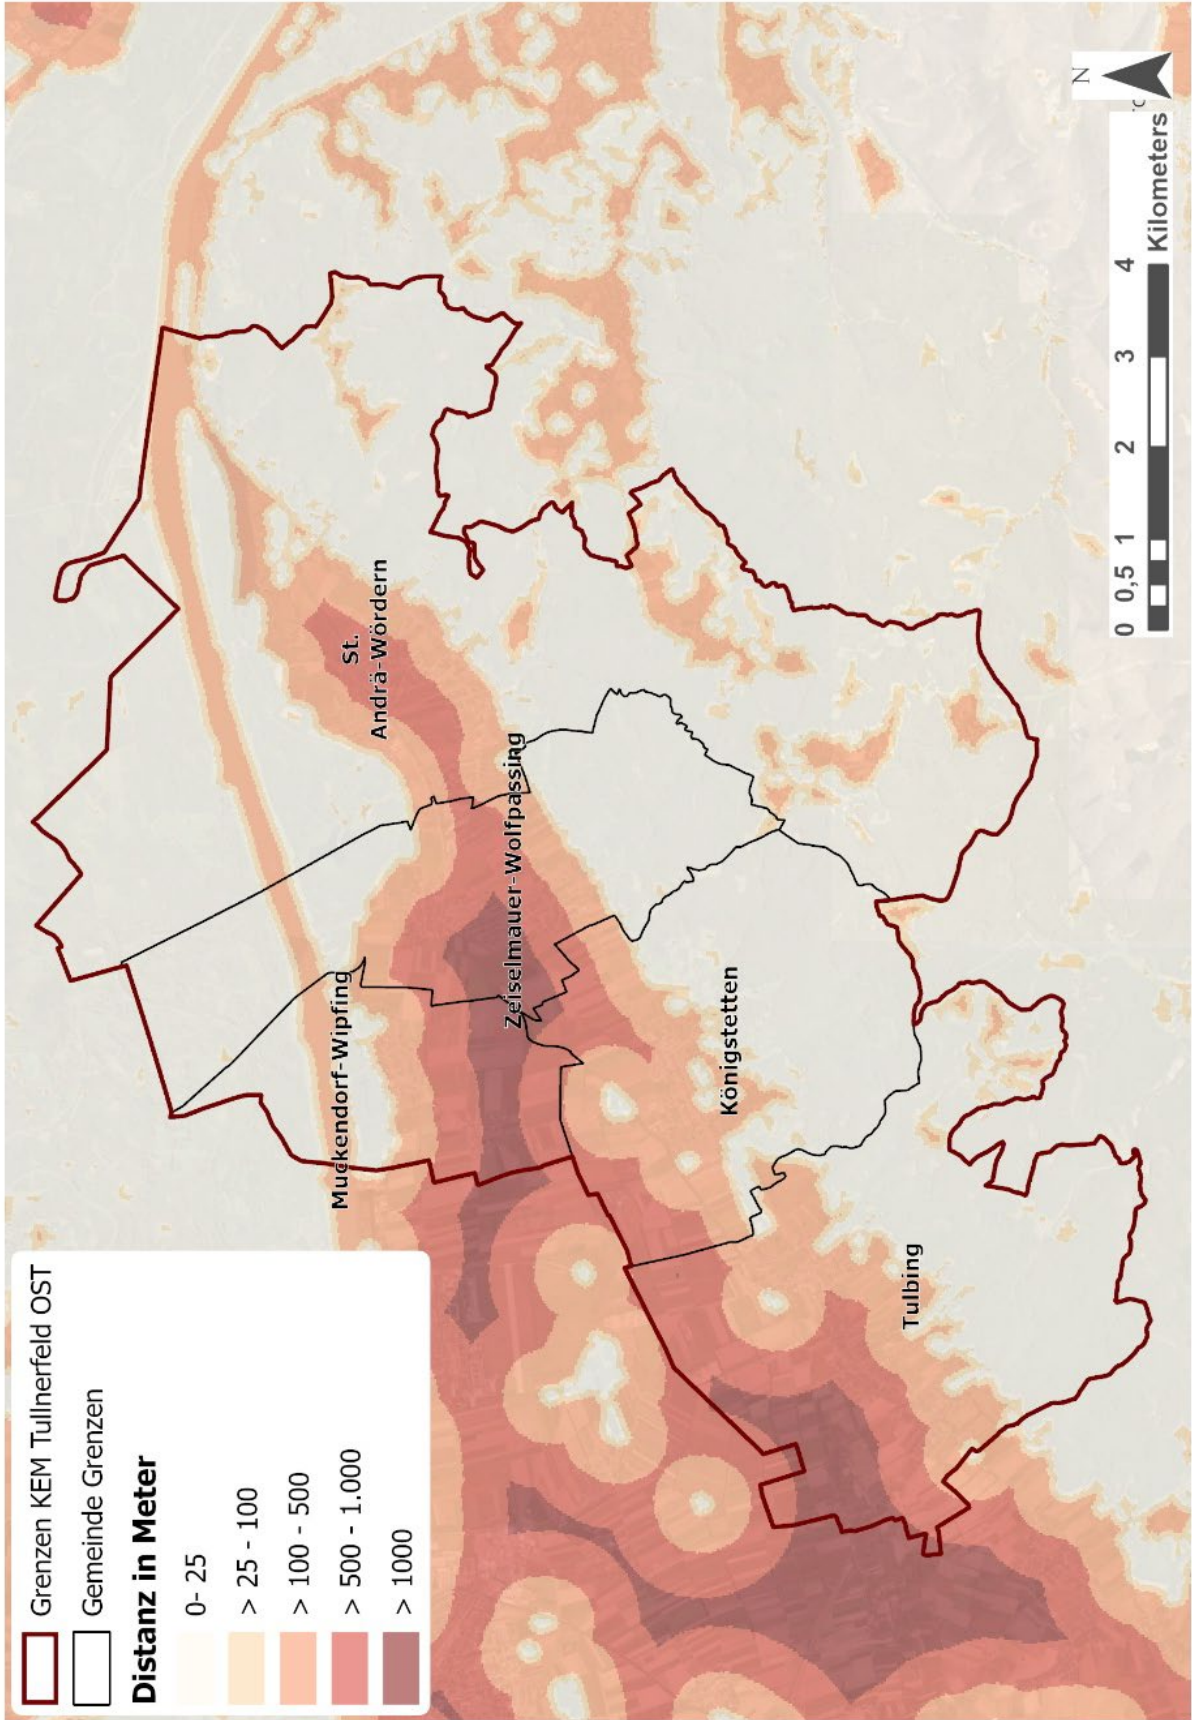 Grenzen KEM Tullnerfeld OST
Gemeinde Grenzen
Distanz in Meter
0- 25
> 25 - 100
> 100 - 500
> 500 - 1.000
> 1000
Muckendorf-Wipfing
St.
Andrä-Wördern
Zeiselmauer-Wolfpassing
Königstetten
Tulbing
N
0 0,5 1 2 3 4
Kilometers